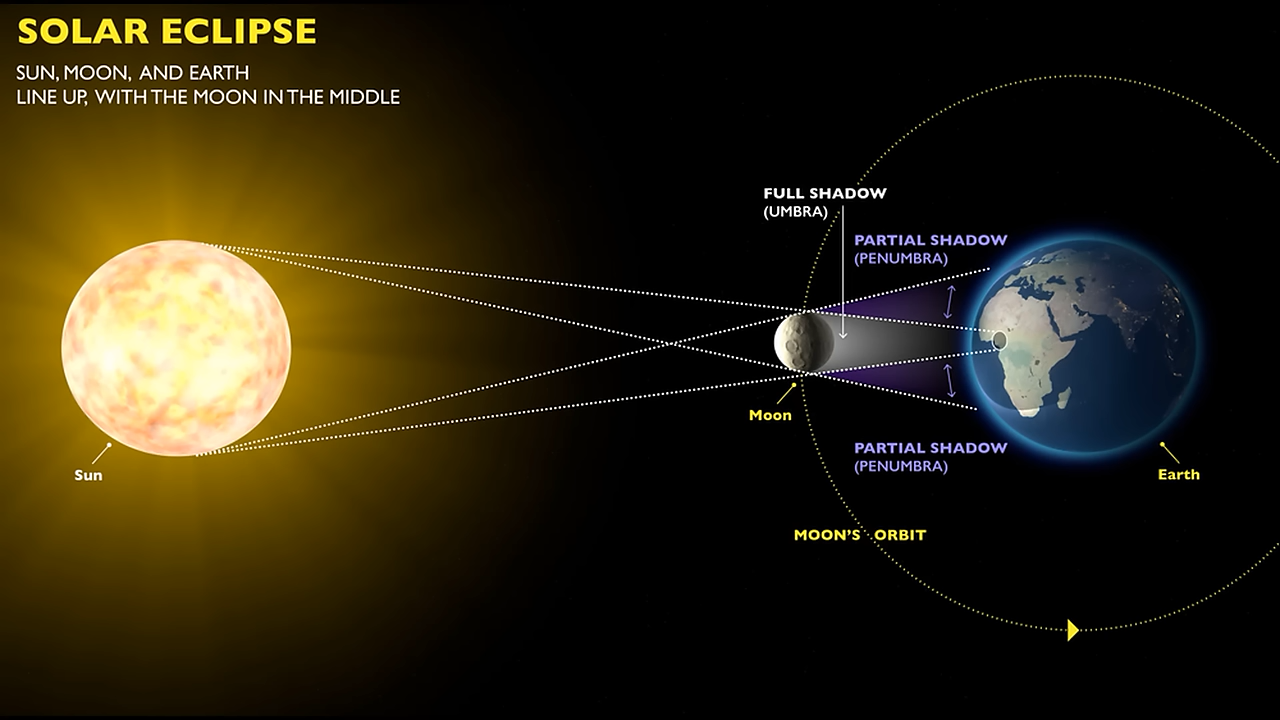 SOLAR ECLIPSE
SUN, MOON, AND EARTH
LINE UP, WITH THE MOON IN THE MIDDLE
FULL SHADOW
(UMBRA)
PARTIAL SHADOW
(PENUMBRA)
Moon
Sun
PARTIAL SHADOW
(PENUMBRA)
Earth
MOON'S ORBIT